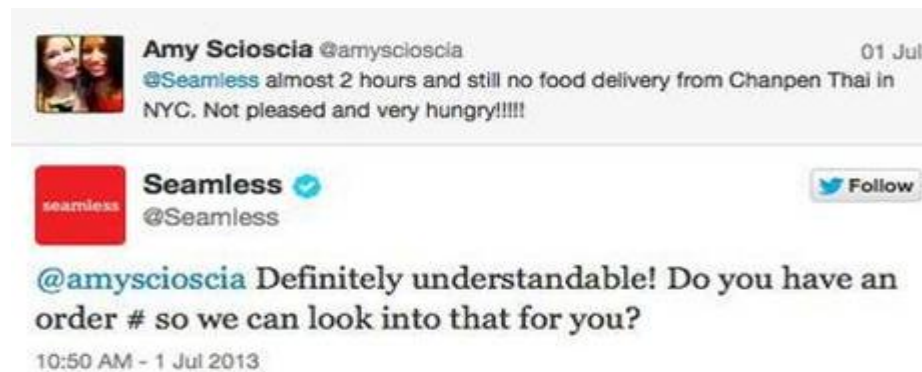 Amy Scioscia @amyscioscia 01 Jul
@Seamless almost 2 hours and still no food delivery from Chanpen Thai in
NYC. Not pleased and very hungry!!!!!
seamless
Seamless
Follow
@Seamless
@amyscioscia Definitely understandable! Do you have an
order # so we can look into that for you?
10:50 AM - 1 Jul 2013